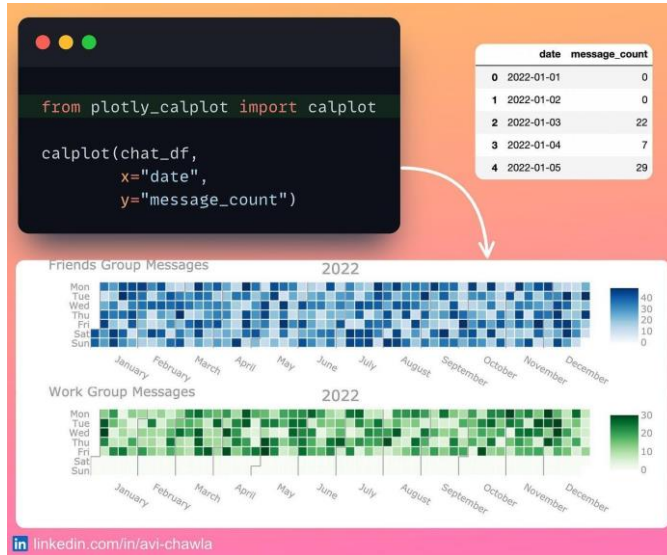 from plotly_calplot import calplot
calplot(chat_df,
x="date",
y="message_count")
date message_count
0 2022-01-01 0
1 2022-01-02 0
2 2022-01-03 22
3 2022-01-04 7
4 2022-01-05 29
Friends Group Messages
2022
Mon
Tue
Wed
Thu
Fri
Sat
Sun
40
30
20
10
0
January February March April May June July August September October November December
Work Group Messages
2022
Mon
Tue
Wed
Thu
Fri
Sat
Sun
30
20
10
0
January February March April May June July August September October November December
in linkedin.com/in/avi-chawla